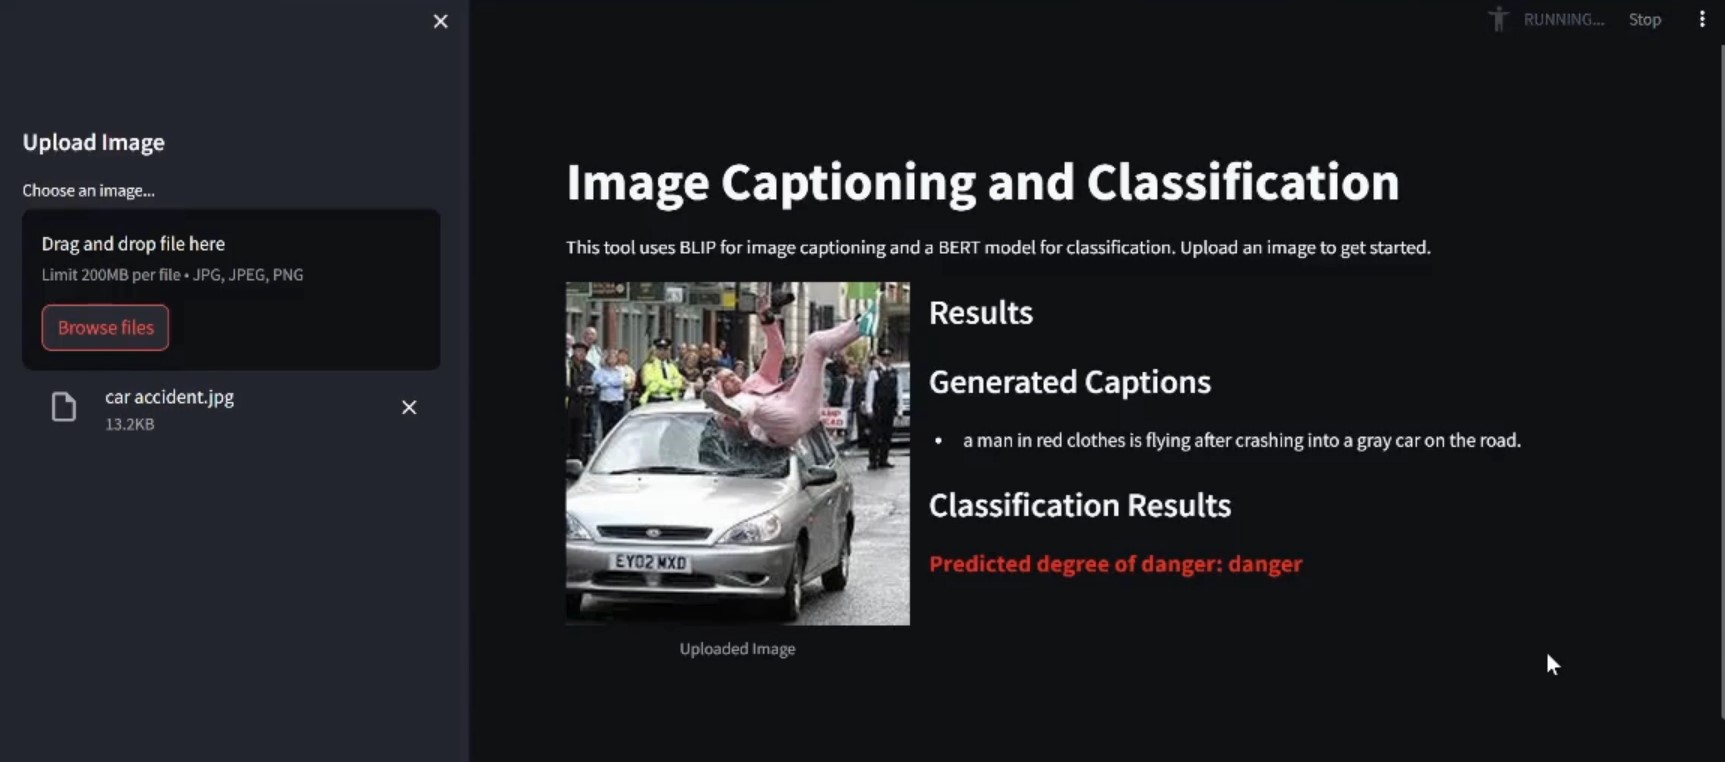 RUNNING...
Stop
Upload Image
Choose an image...
Drag and drop file here
Limit 200MB per file • JPG, JPEG, PNG
Browse files
car accident.jpg
13.2KB
Image Captioning and Classification
This tool uses BLIP for image captioning and a BERT model for classification. Upload an image to get started.
EY02 MXD
Uploaded Image
Results
Generated Captions
• a man in red clothes is flying after crashing into a gray car on the road.
Classification Results
Predicted degree of danger: danger